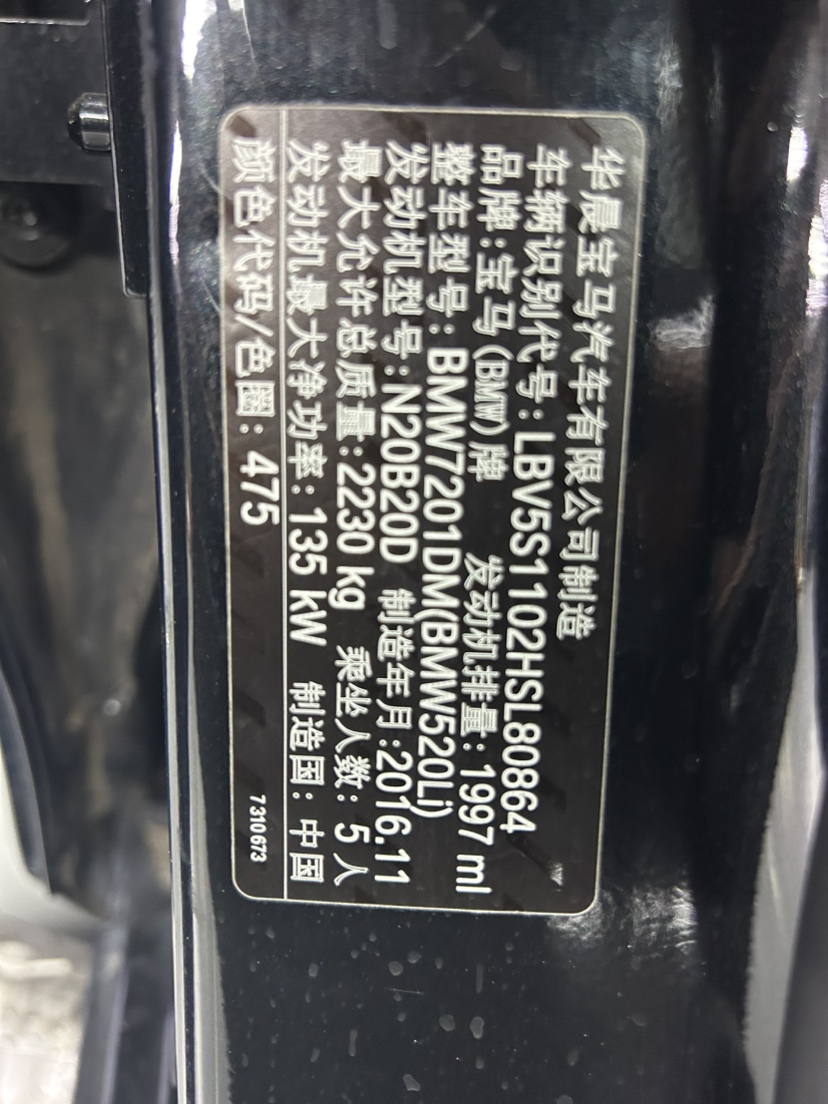 华晨宝马汽车有限公司制造
车辆识别代号:LBV5S1102HSL80864
品牌:宝马(BMW)牌 发动机排量:1997 ml
整车型号:BMW7201DM(BMW520Li)
发动机型号:N20B20D 制造年月:2016.11
最大允许总质量:2230 kg 乘坐人数:5人
发动机最大净功率:135 kW 制造国:中国
颜色代码/色圈:475
7310673